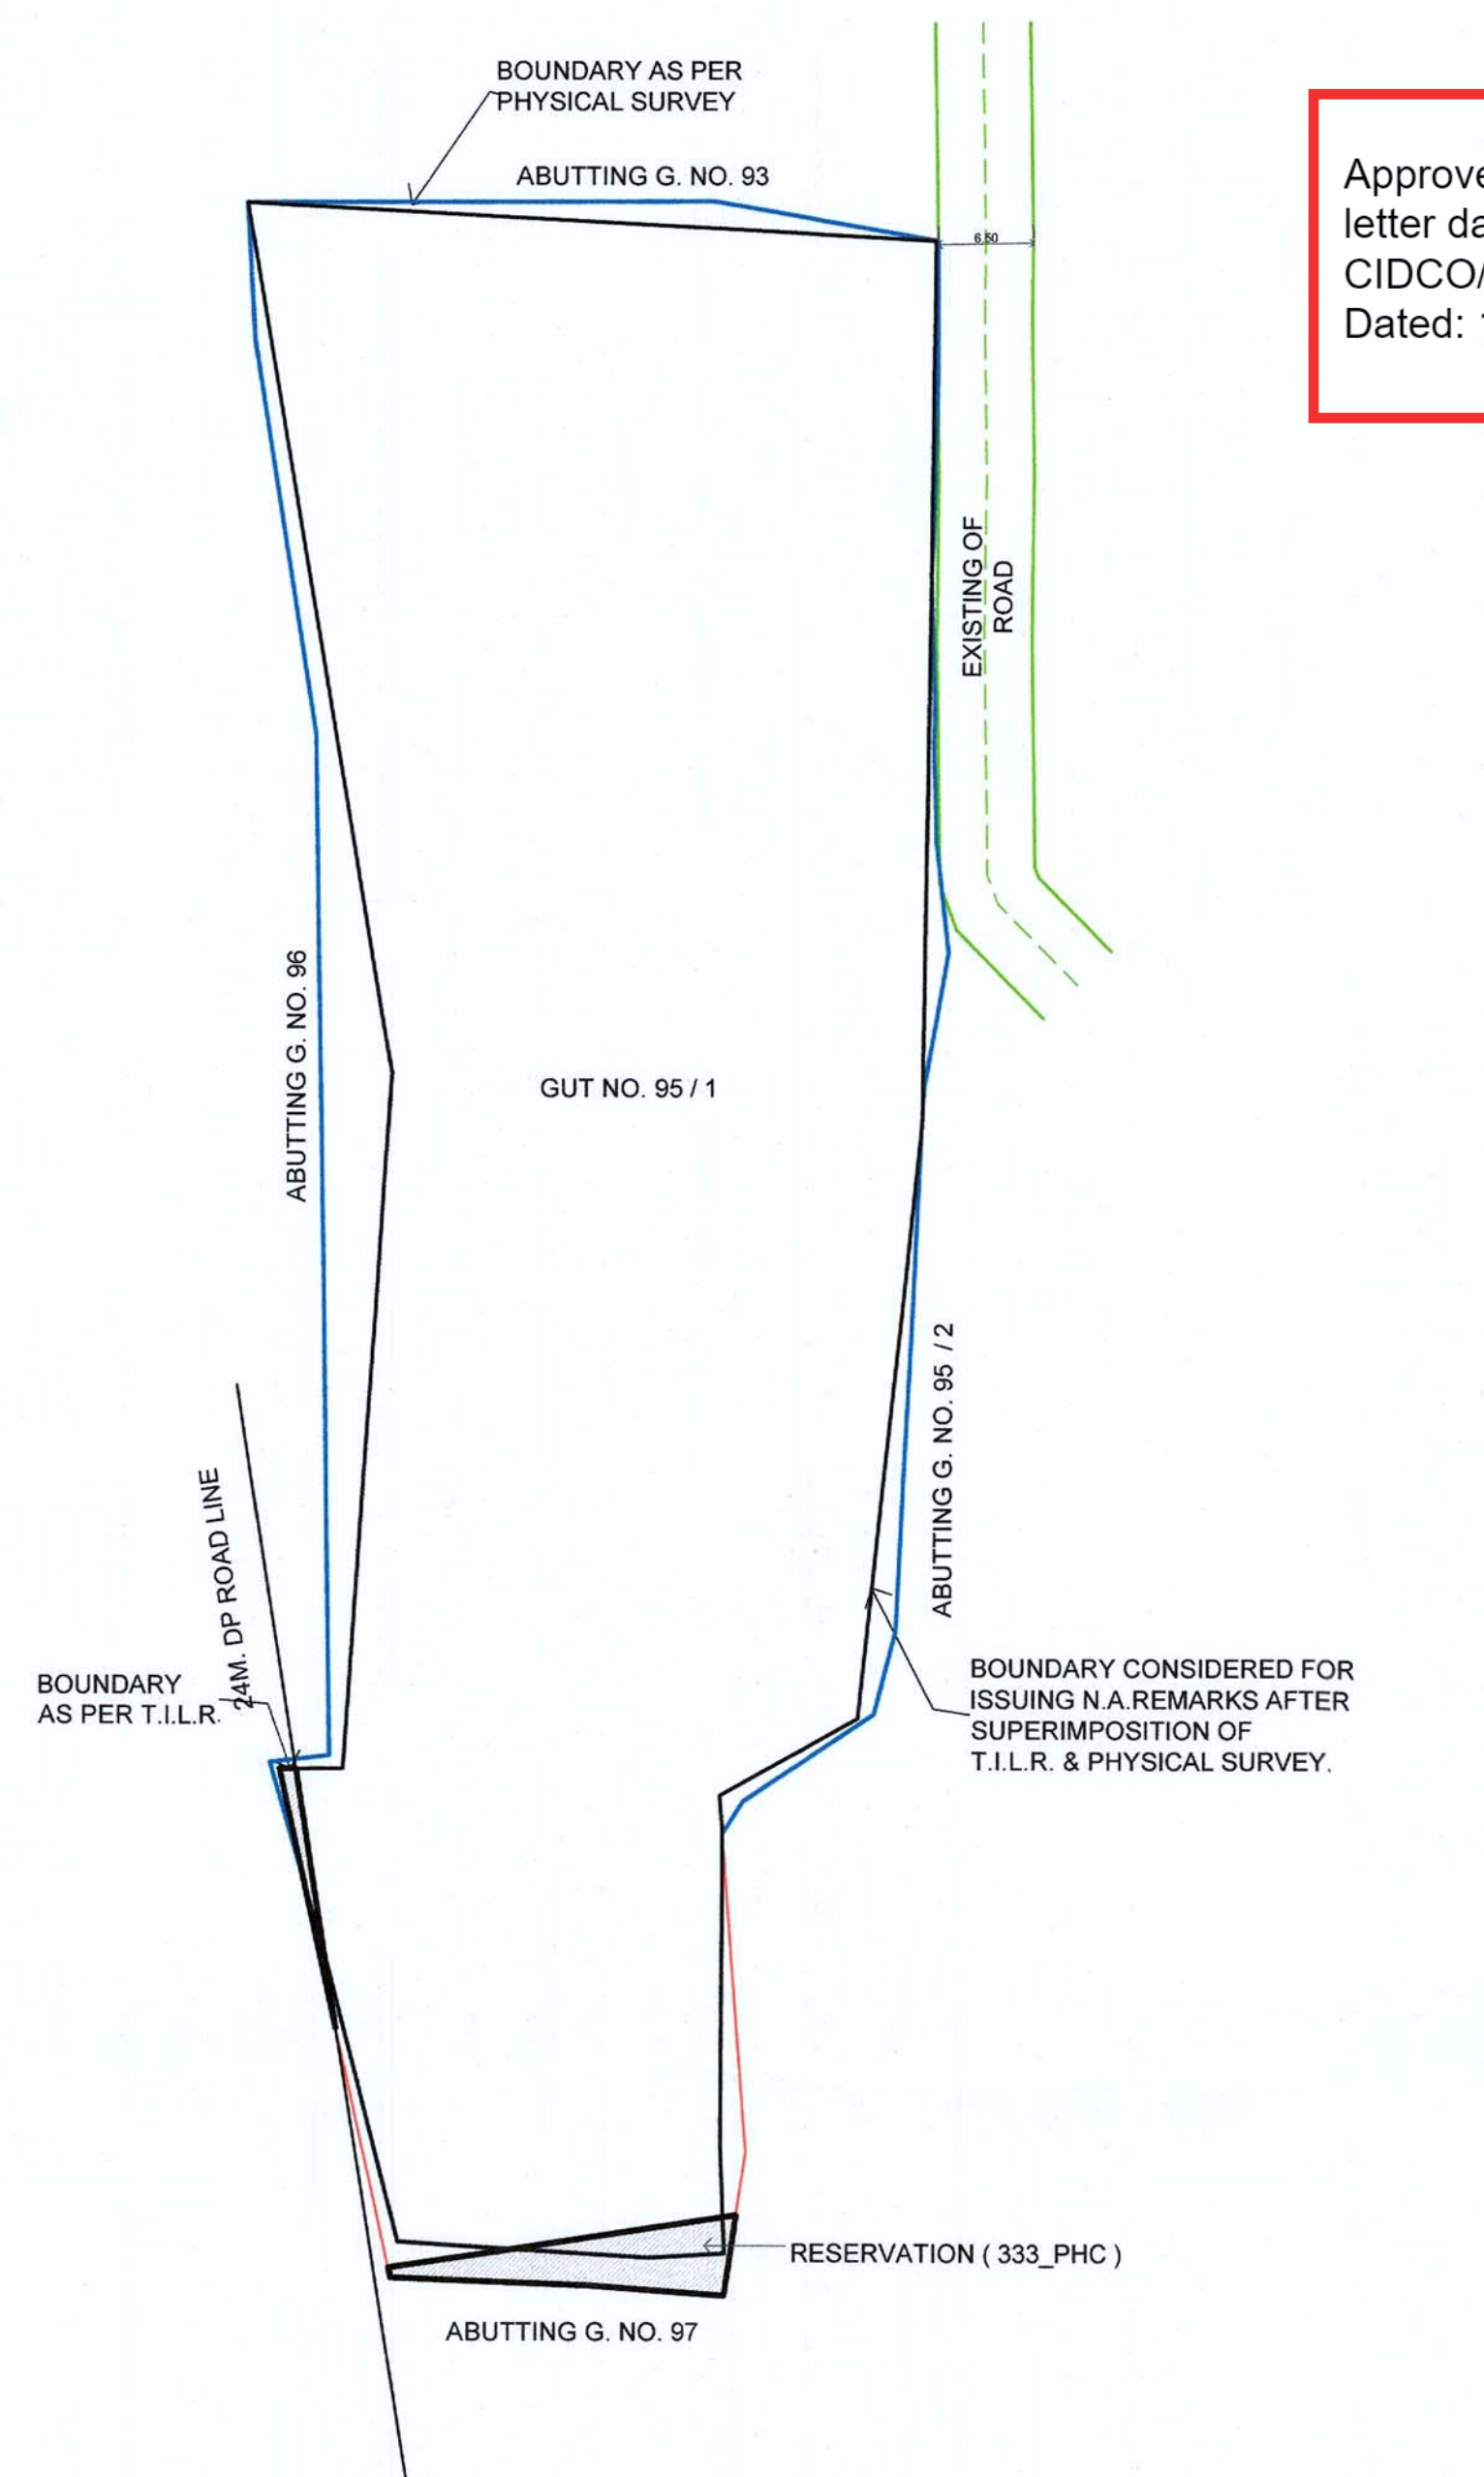 BOUNDARY AS PER
PHYSICAL SURVEY
ABUTTING G. NO. 93
6.50
Approve
letter da
CIDCO/
Dated: 1
EXISTING OF
ROAD
ABUTTING G. NO. 96
GUT NO. 95 / 1
ABUTTING G. NO. 95 / 2
24M. DP ROAD LINE
BOUNDARY
AS PER T.I.L.R.
BOUNDARY CONSIDERED FOR
ISSUING N.A.REMARKS AFTER
SUPERIMPOSITION OF
T.I.L.R. & PHYSICAL SURVEY.
RESERVATION ( 333_PHC )
ABUTTING G. NO. 97